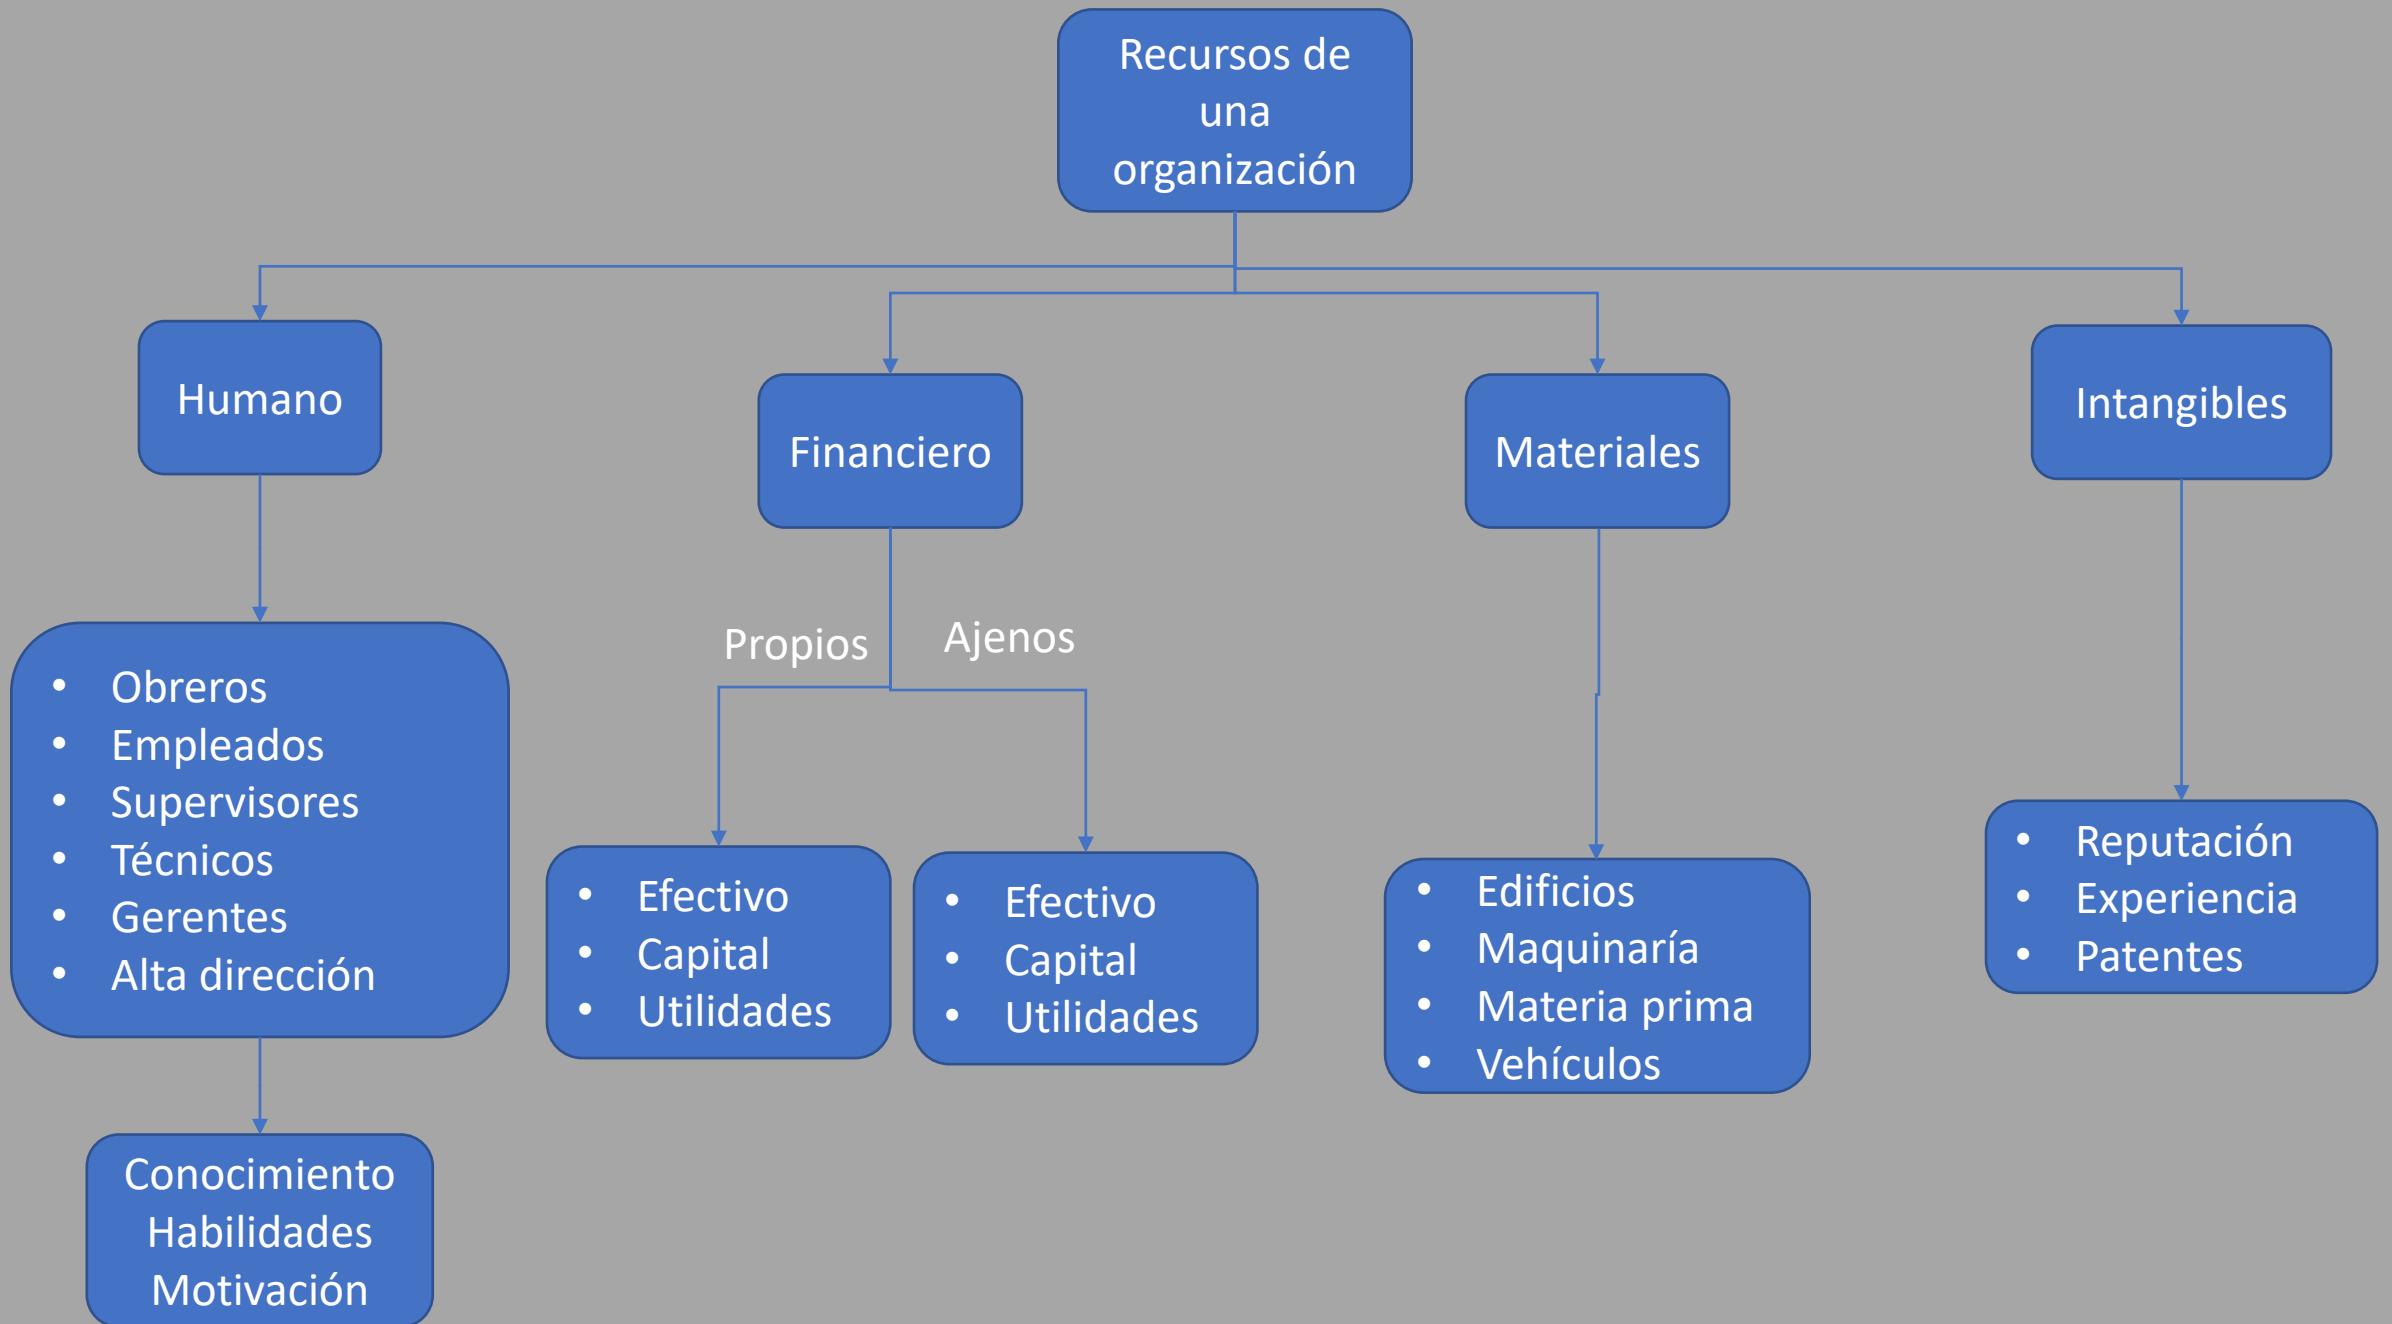 Recursos de
una
organización
Humano
Financiero
Materiales
Intangibles
Propios
Ajenos
• Obreros
• Empleados
• Supervisores
• Técnicos
• Gerentes
• Alta dirección
• Efectivo
• Capital
• Utilidades
• Efectivo
• Capital
• Utilidades
• Edificios
• Maquinaría
• Materia prima
• Vehículos
• Reputación
• Experiencia
• Patentes
Conocimiento
Habilidades
Motivación